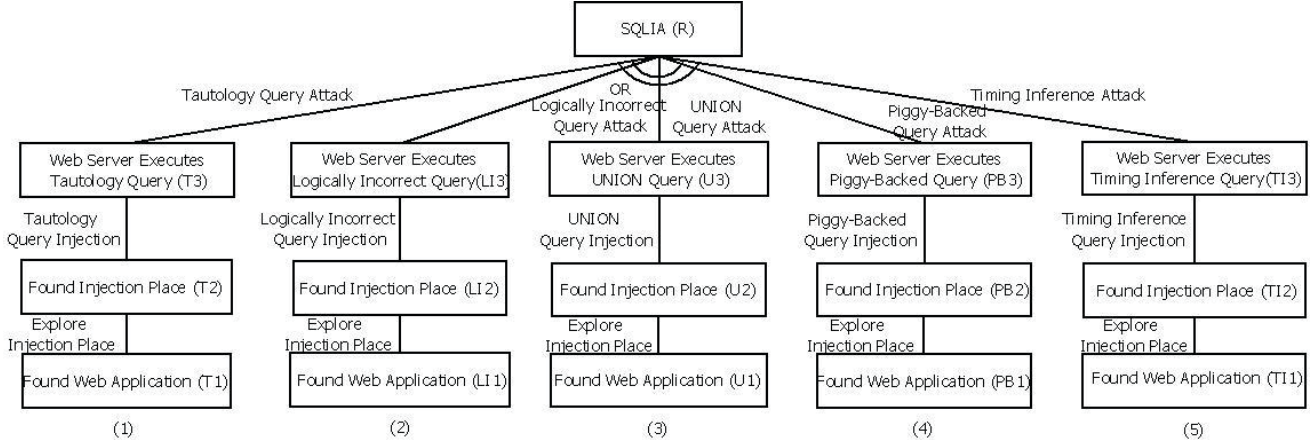 SQLIA (R)
Tautology Query Attack
OR
Logically Incorrect
Query Attack
UNION
Query Attack
Piggy-Backed
Query Attack
Timing Inference Attack
Web Server Executes
Tautology Query (T3)
Web Server Executes
Logically Incorrect Query(LI3)
Web Server Executes
UNION Query (U3)
Web Server Executes
Piggy-Backed Query (PB3)
Web Server Executes
Timing Inference Query(TI3)
Tautology
Query Injection
Logically Incorrect
Query Injection
UNION
Query Injection
Piggy-Backed
Query Injection
Timing Inference
Query Injection
Found Injection Place (T2)
Found Injection Place (LI2)
Found Injection Place (U2)
Found Injection Place (PB2)
Found Injection Place (TI2)
Explore
Injection Place
Explore
Injection Place
Explore
Injection Place
Explore
Injection Place
Explore
Injection Place
Found Web Application (T1)
Found Web Application (LI1)
Found Web Application (U1)
Found Web Application (PB1)
Found Web Application (TI1)
(1)
(2)
(3)
(4)
(5)